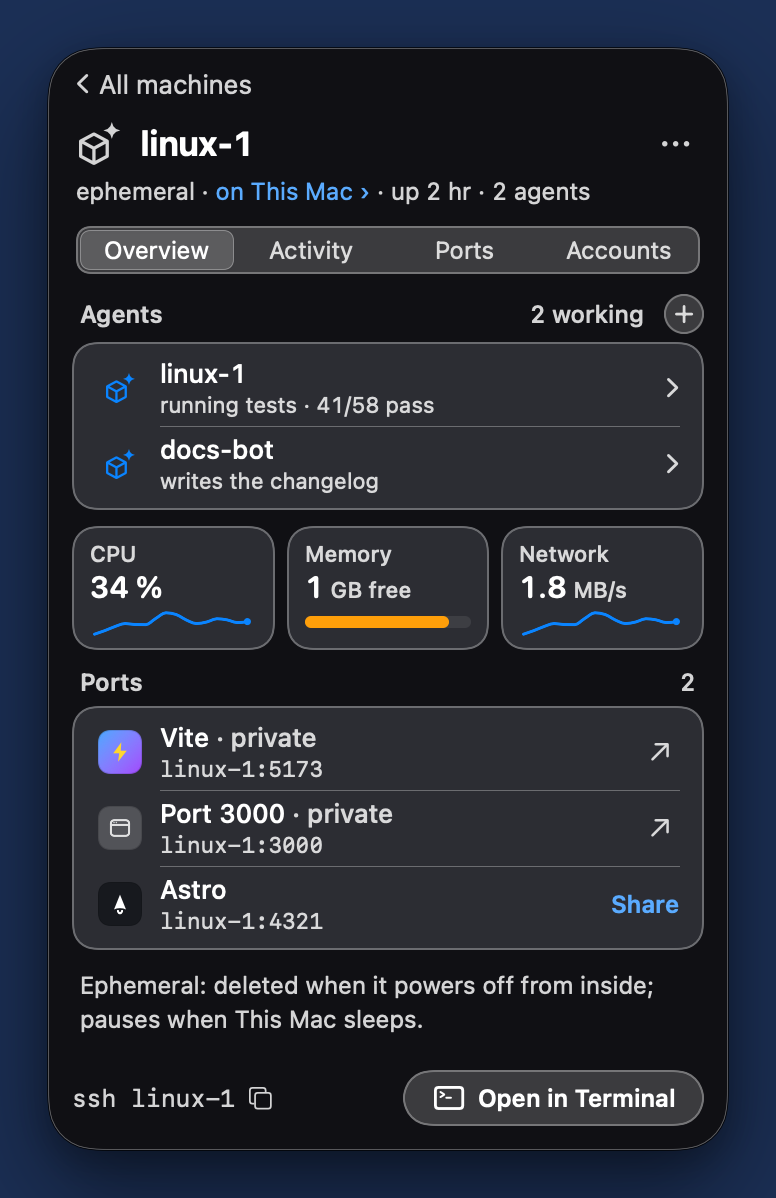 All machines
linux-1
ephemeral · on This Mac › · up 2 hr · 2 agents
Overview Activity Ports Accounts
Agents 2 working
linux-1
running tests · 41/58 pass
docs-bot
writes the changelog
CPU Memory Network
34 % 1 GB free 1.8 MB/s
Ports 2
Vite · private
linux-1:5173
Port 3000 · private
linux-1:3000
Astro
linux-1:4321
Share
Ephemeral: deleted when it powers off from inside;
pauses when This Mac sleeps.
ssh linux-1 Open in Terminal